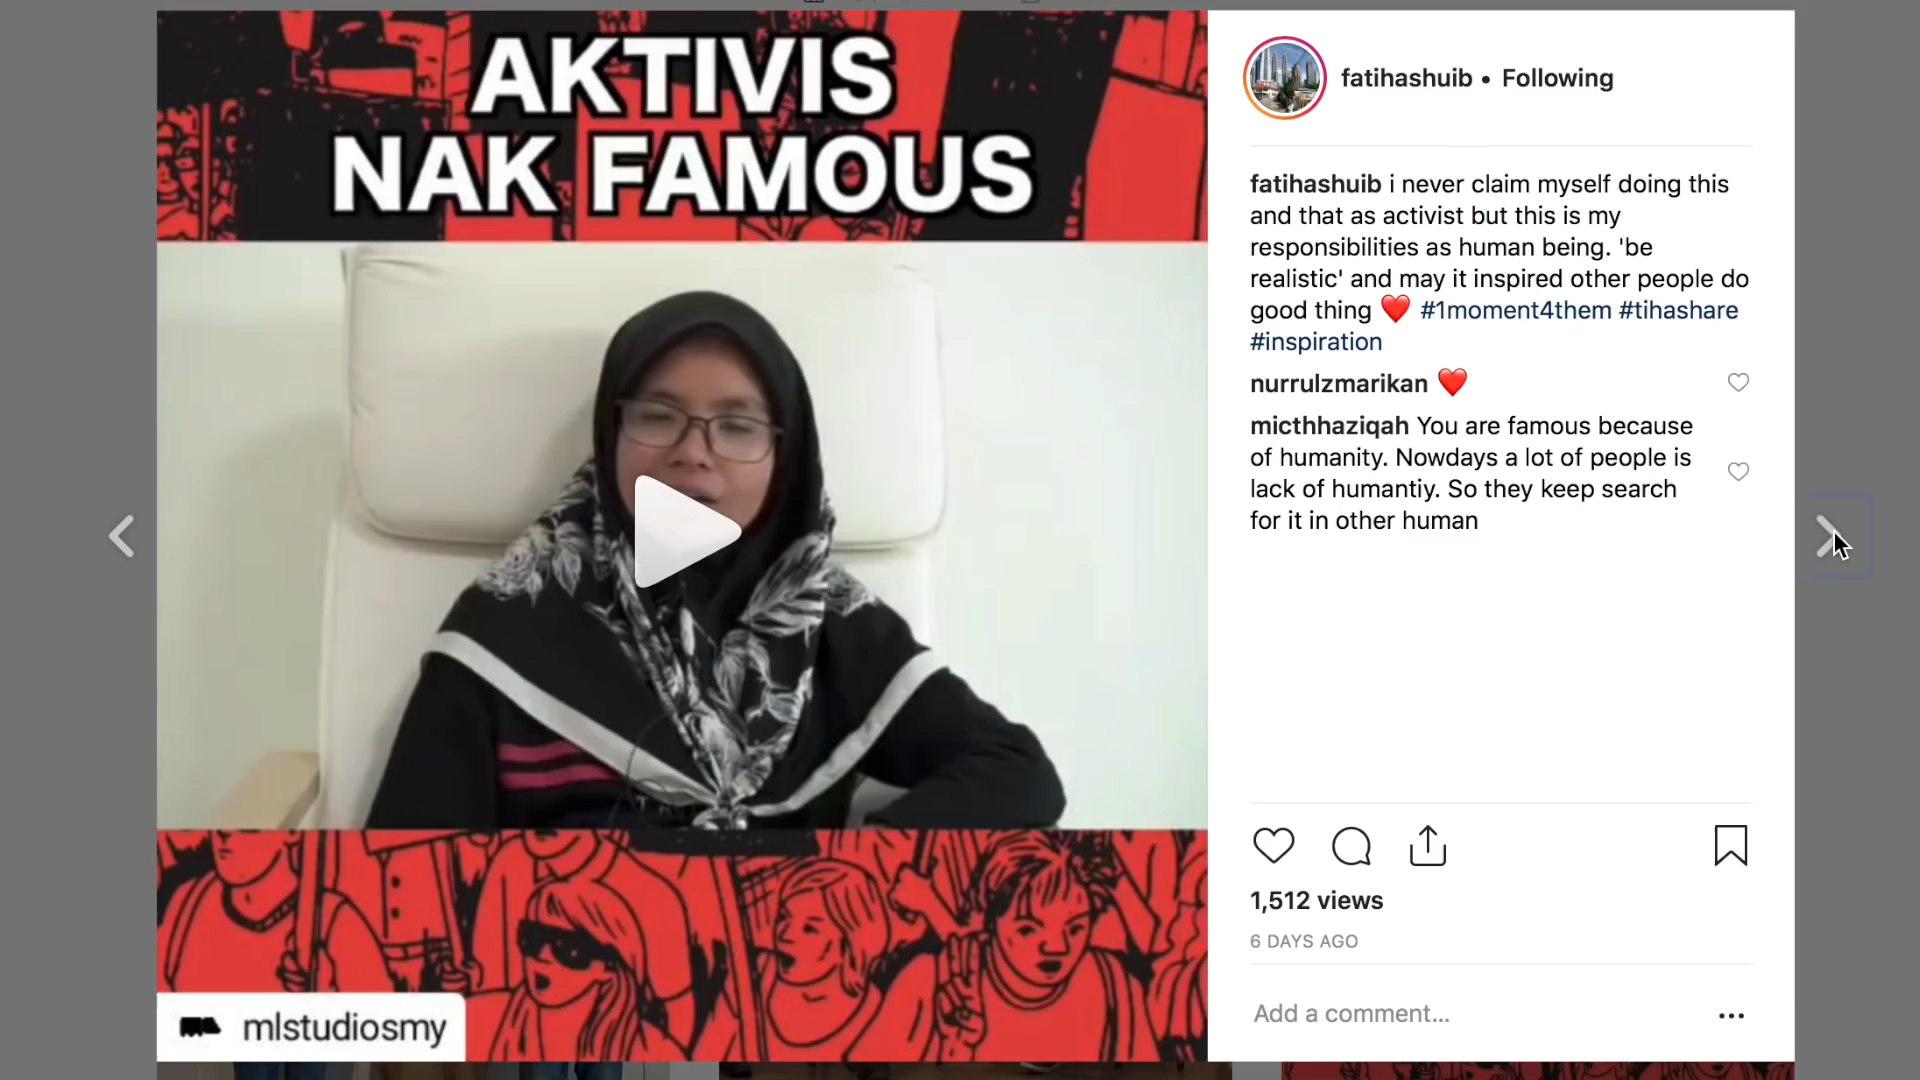 AKTIVIS
NAK FAMOUS
mlstudiosmy
fatihashuib • Following
fatihashuib i never claim myself doing this
and that as activist but this is my
responsibilities as human being. 'be
realistic' and may it inspired other people do
good thing ❤️ #1moment4them #tihashare
#inspiration
nurrulzmarikan ❤️
micthhaziqah You are famous because
of humanity. Nowdays a lot of people is
lack of humantiy. So they keep search
for it in other human
1,512 views
6 DAYS AGO
Add a comment...